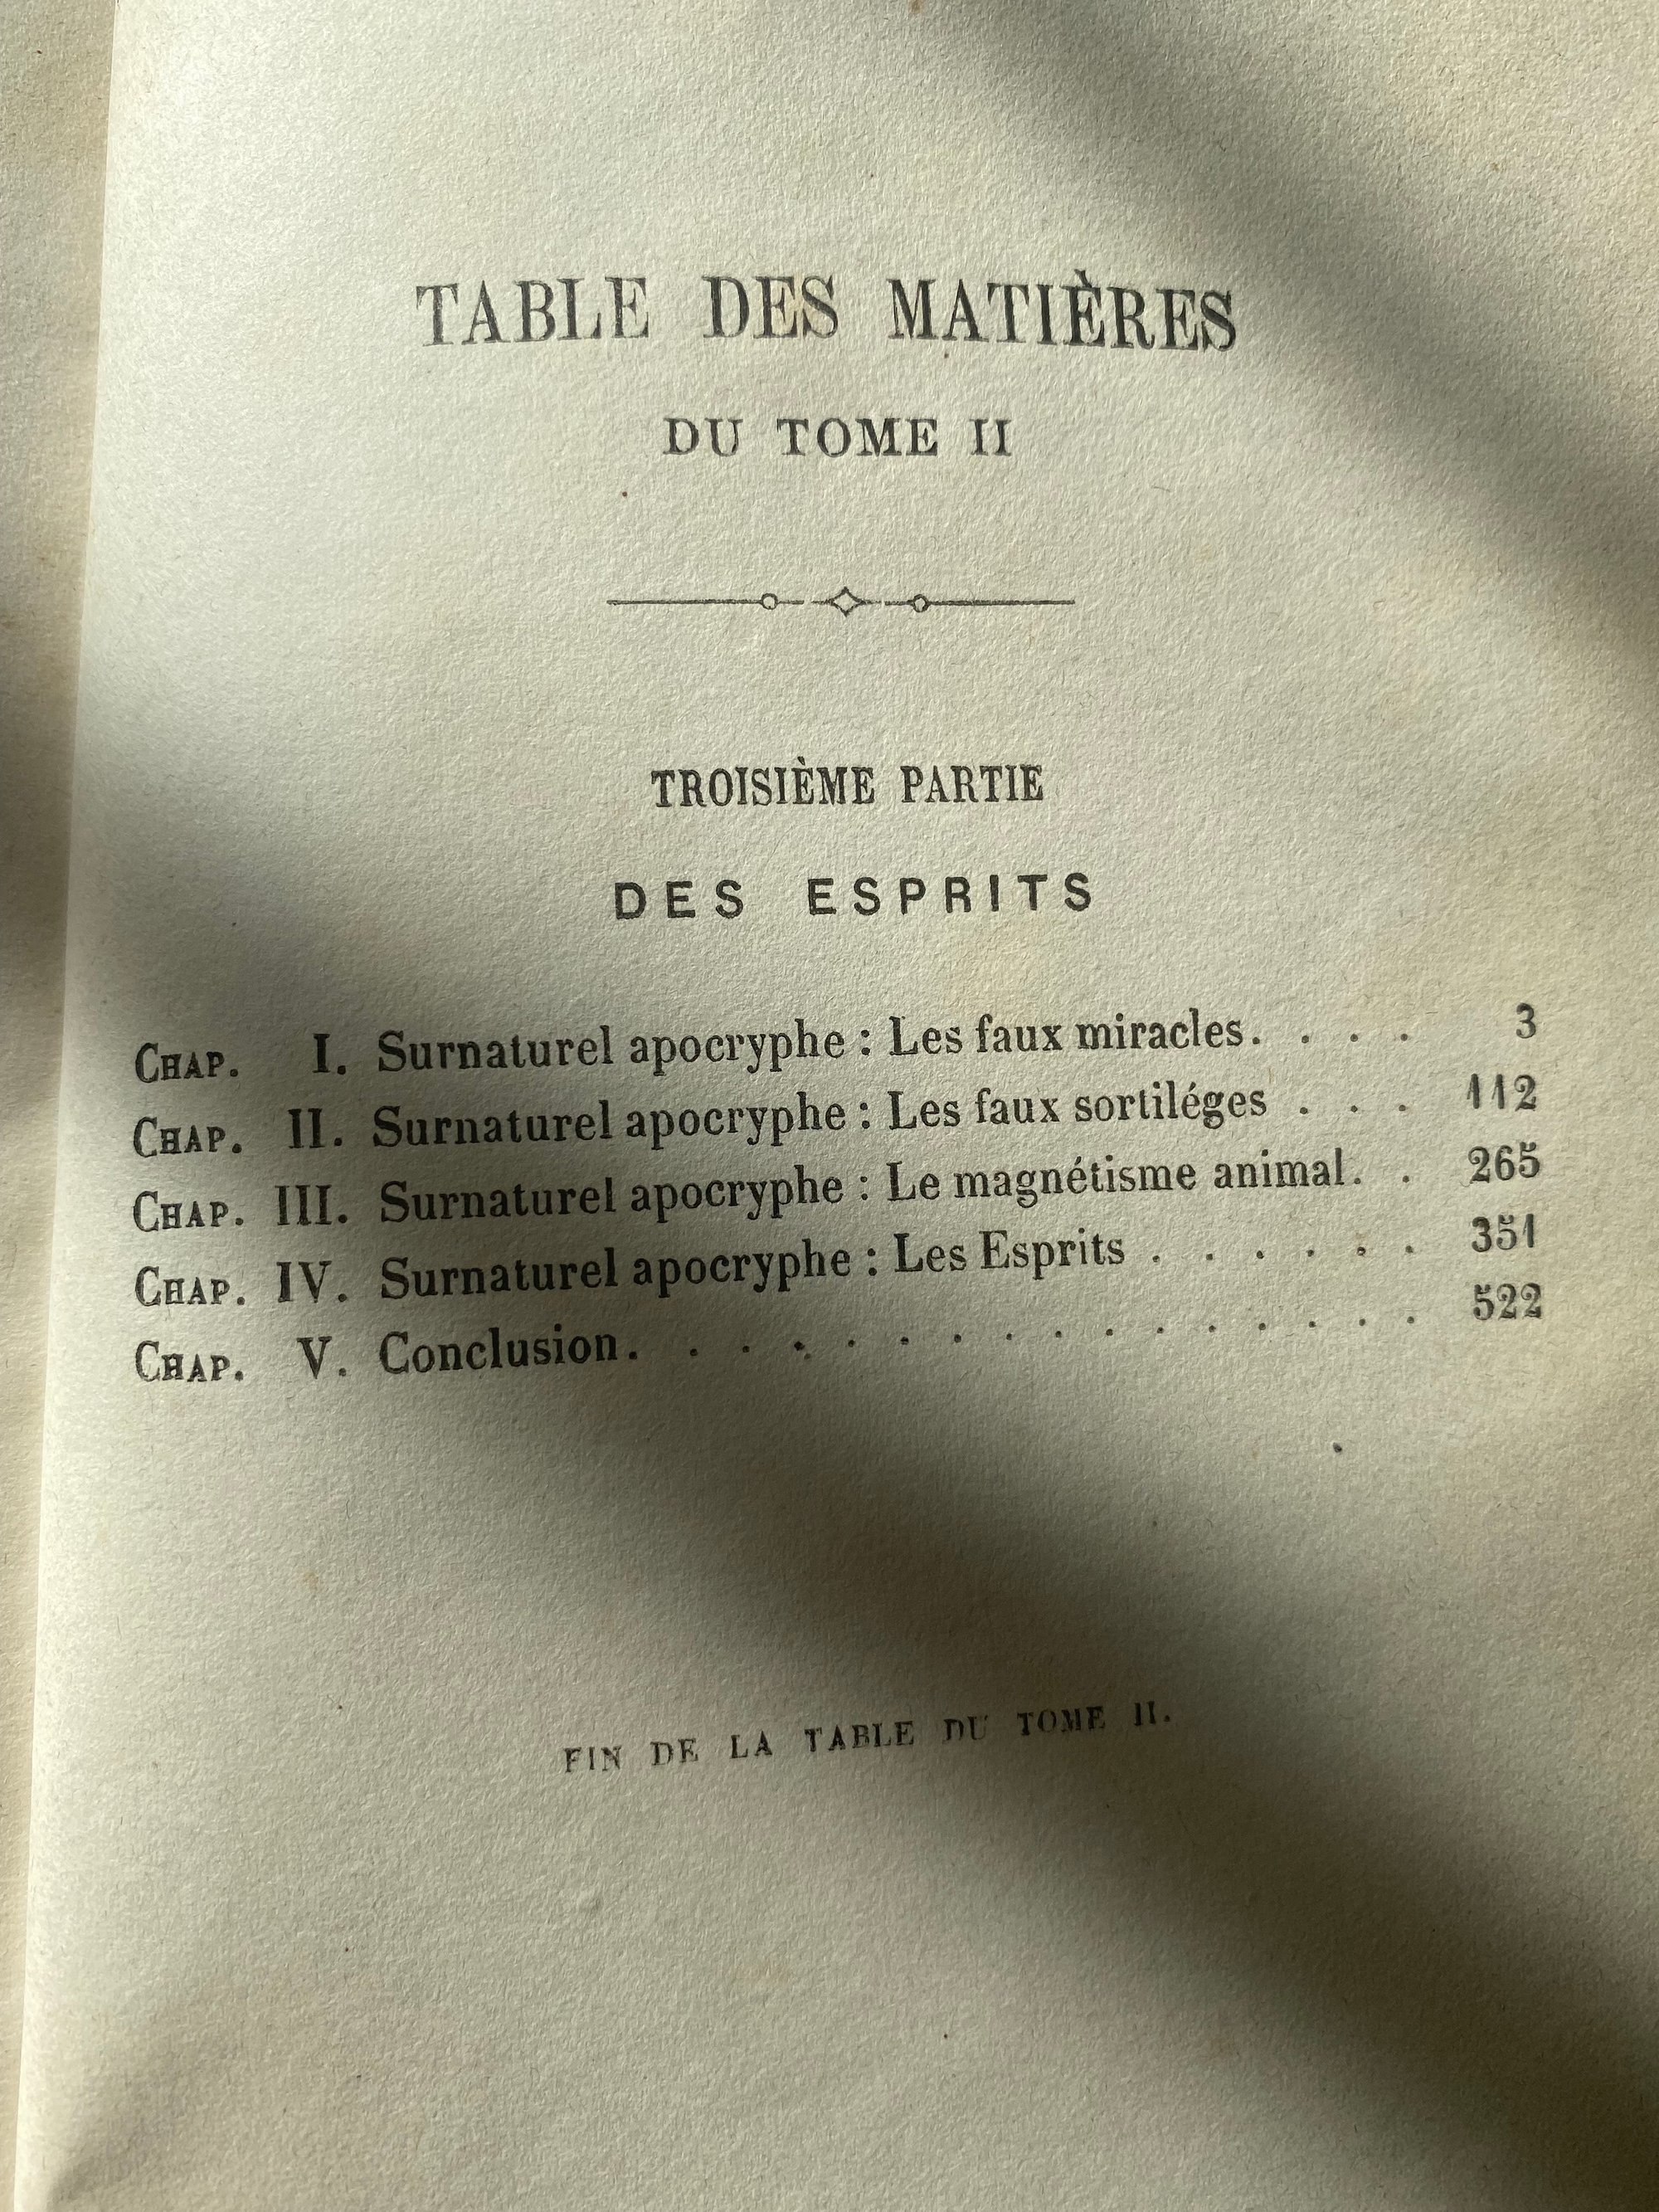 TABLE DES MATIÈRES
DU TOME II
TROISIÈME PARTIE
DES ESPRITS
CHAP. I. Surnaturel apocryphe : Les faux miracles. . . . 3
CHAP. II. Surnaturel apocryphe : Les faux sortiléges . . . 112
CHAP. III. Surnaturel apocryphe : Le magnétisme animal. . 265
CHAP. IV. Surnaturel apocryphe : Les Esprits . . . . . . 351
CHAP. V. Conclusion. . . . . . . . . . . . . . . . 522
FIN DE LA TABLE DU TOME II.